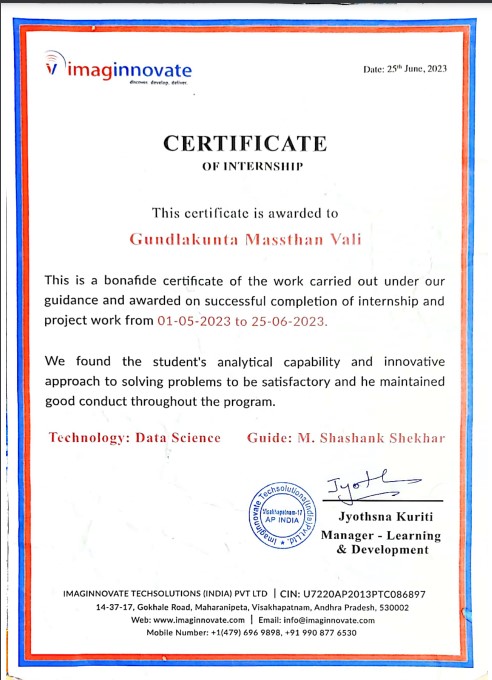 imaginnovate
discover. develop. deliver.
Date: 25th June, 2023
CERTIFICATE
OF INTERNSHIP
This certificate is awarded to
Gundlakunta Massthan Vali
This is a bonafide certificate of the work carried out under our
guidance and awarded on successful completion of internship and
project work from 01-05-2023 to 25-06-2023.
We found the student's analytical capability and innovative
approach to solving problems to be satisfactory and he maintained
good conduct throughout the program.
Technology: Data Science Guide: M. Shashank Shekhar
Imaginnovate Techsolutions(India)Pvt.Ltd.
Visakhapatnam-17
AP INDIA
Jyoth
Jyothsna Kuriti
Manager - Learning
& Development
IMAGINNOVATE TECHSOLUTIONS (INDIA) PVT LTD | CIN: U7220AP2013PTC086897
14-37-17, Gokhale Road, Maharanipeta, Visakhapatnam, Andhra Pradesh, 530002
Web: www.imaginnovate.com | Email: info@imaginnovate.com
Mobile Number: +1(479) 696 9898, +91 990 877 6530